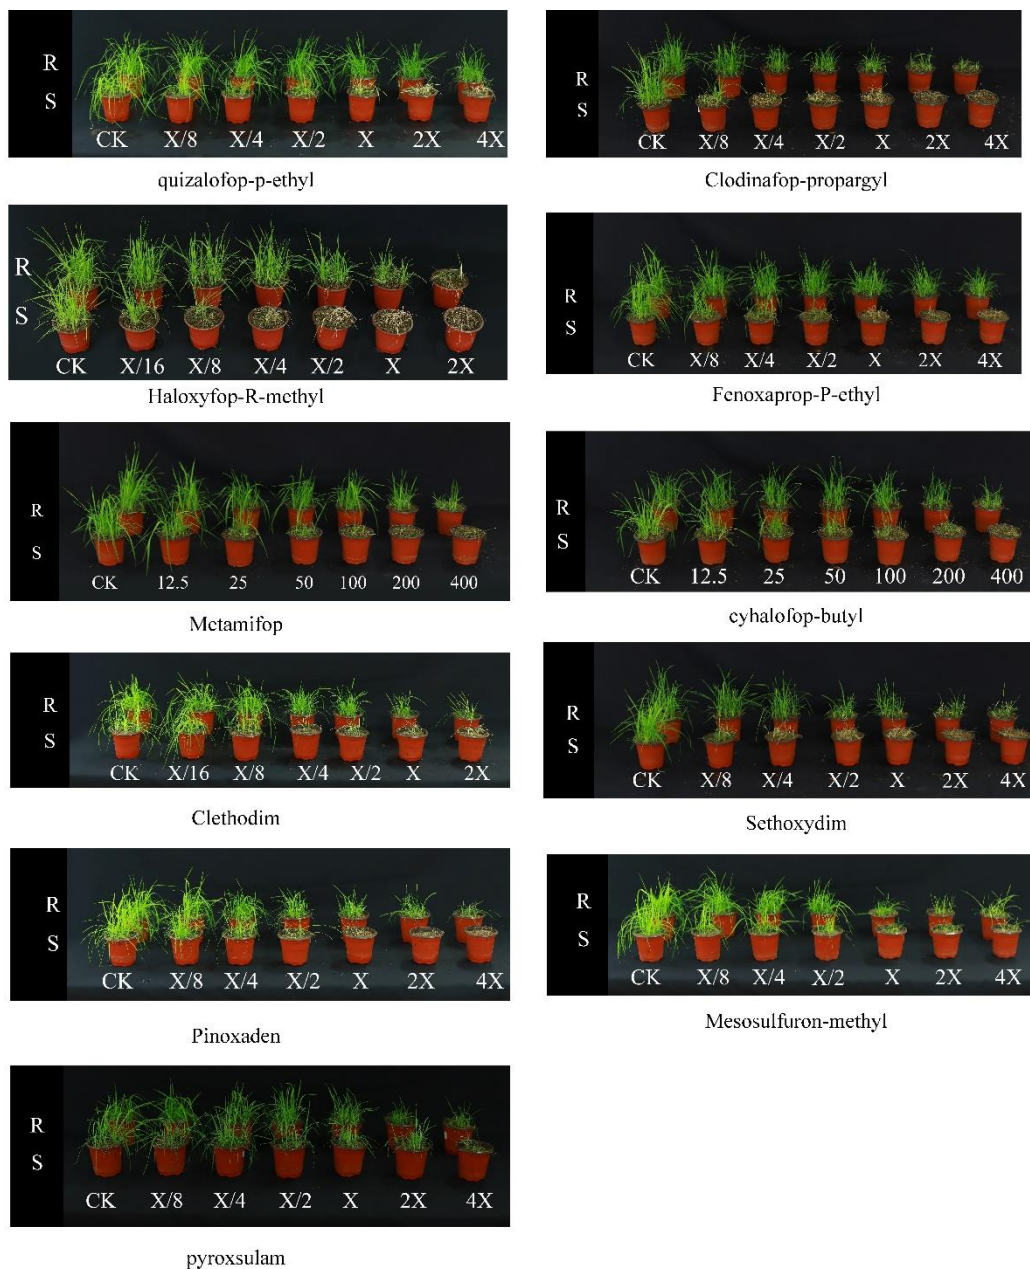 R
S
CK X/8 X/4 X/2 X 2X 4X
quizalofop-p-ethyl
R
S
CK X/8 X/4 X/2 X 2X 4X
Clodinafop-propargyl
R
S
CK X/16 X/8 X/4 X/2 X 2X
Haloxyfop-R-methyl
R
S
CK X/8 X/4 X/2 X 2X 4X
Fenoxaprop-P-ethyl
R
S
CK 12.5 25 50 100 200 400
Metamifop
R
S
CK 12.5 25 50 100 200 400
cyhalofop-butyl
R
S
CK X/16 X/8 X/4 X/2 X 2X
Clethodim
R
S
CK X/8 X/4 X/2 X 2X 4X
Sethoxydim
R
S
CK X/8 X/4 X/2 X 2X 4X
Pinoxaden
R
S
CK X/8 X/4 X/2 X 2X 4X
Mesosulfuron-methyl
R
S
CK X/8 X/4 X/2 X 2X 4X
pyroxsulam